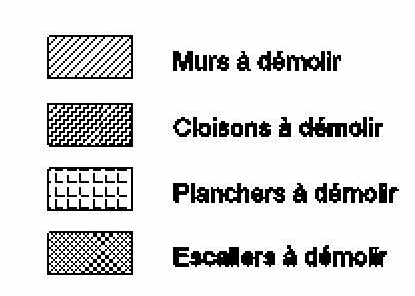 Murs à démolir
Cloisons à démolir
Planchers à démolir
Escaliers à démolir